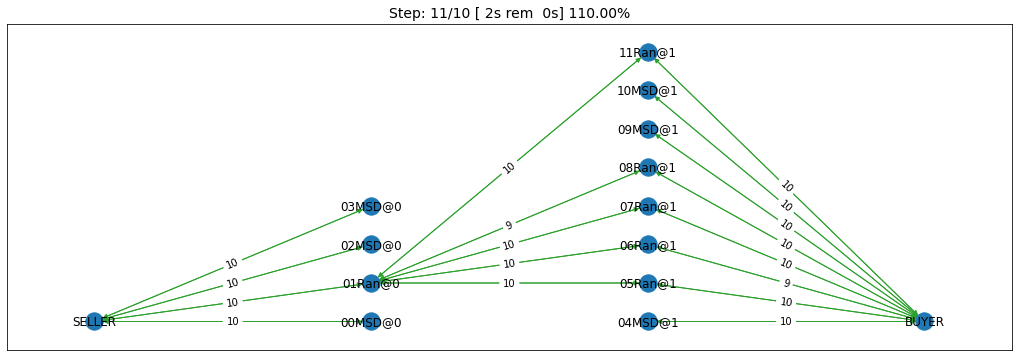 Step: 11/10 [ 2s rem  0s] 110.00%
11Ran@1
10MSD@1
09MSD@1
10
08Ran@1
10
03MSD@0
07Ran@1
10
9
10
02MSD@0
10
06Ran@1
10
10
10
10
10
01Ran@0
10
05Ran@1
9
10
10
SELLER
10
00MSD@0
04MSD@1
10
BUYER